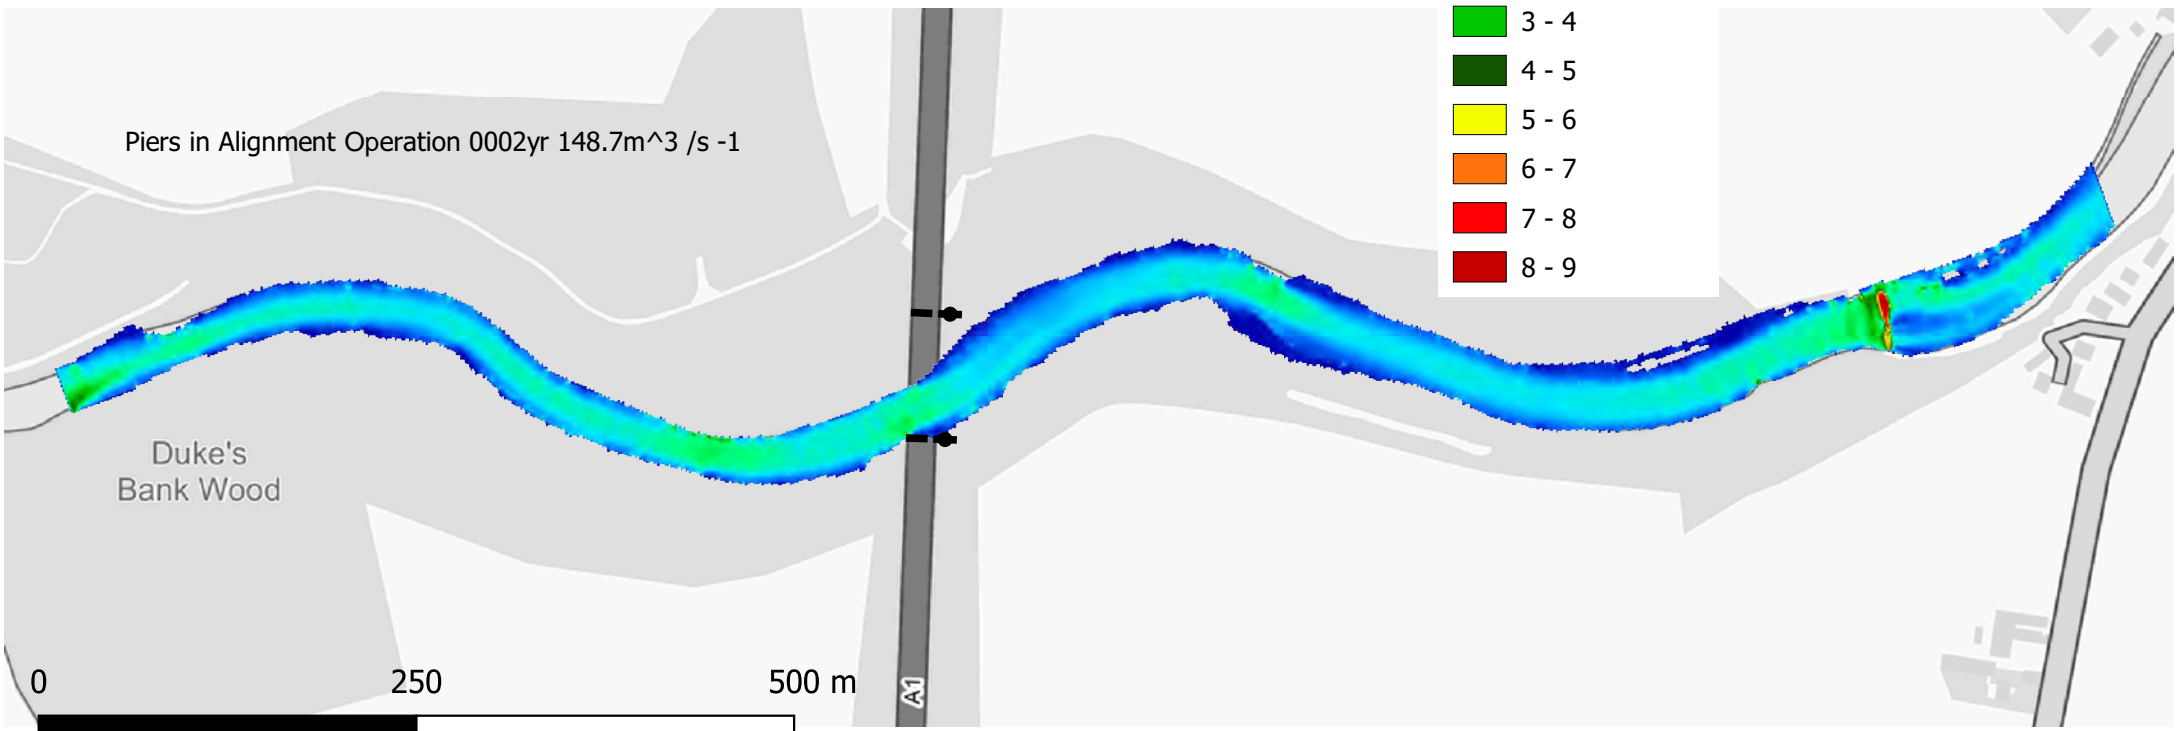 3 - 4
4 - 5
5 - 6
6 - 7
7 - 8
8 - 9
Piers in Alignment Operation 0002yr 148.7m^3 /s -1
Duke's
Bank Wood
0 250 500 m
A1